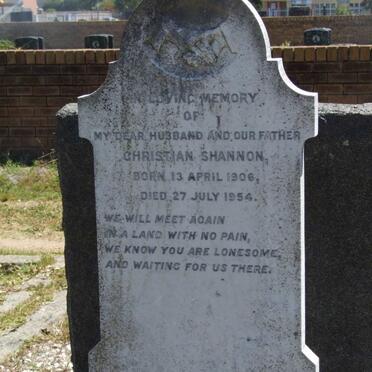 IN LOVING MEMORY
OF
MY DEAR HUSBAND AND OUR FATHER
CHRISTIAN SHANNON,
BORN 13 APRIL 1906,
DIED 27 JULY 1954.
WE WILL MEET AGAIN
IN A LAND WITH NO PAIN,
WE KNOW YOU ARE LONESOME,
AND WAITING FOR US THERE.